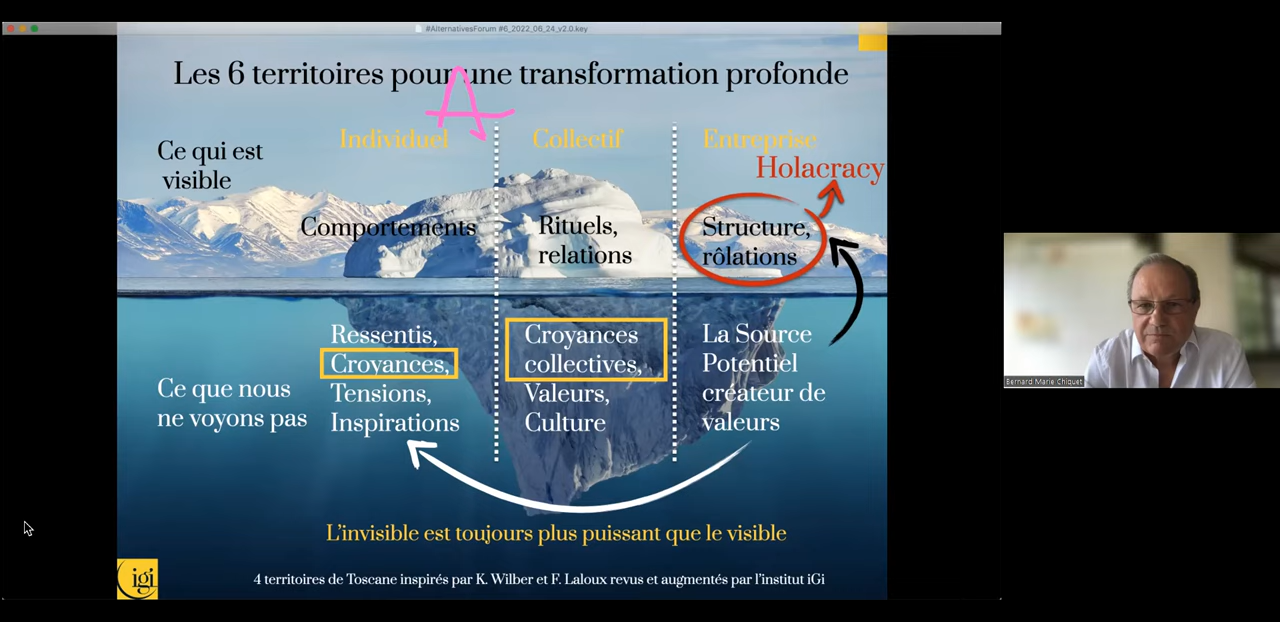 #AlternativesForum #6_2022_06_24_v2.0.key
Les 6 territoires pour une transformation profonde
A
Individuel
Collectif
Entreprise
Ce qui est
visible
Holacracy
Comportements
Rituels,
relations
Structure,
rôlations
Ce que nous
ne voyons pas
Ressentis,
Croyances,
Tensions,
Inspirations
Croyances
collectives,
Valeurs,
Culture
La Source
Potentiel
créateur de
valeurs
L'invisible est toujours plus puissant que le visible
igi
4 territoires de Toscane inspirés par K. Wilber et F. Laloux revus et augmentés par l'institut iGi
Bernard Marie Chiquet